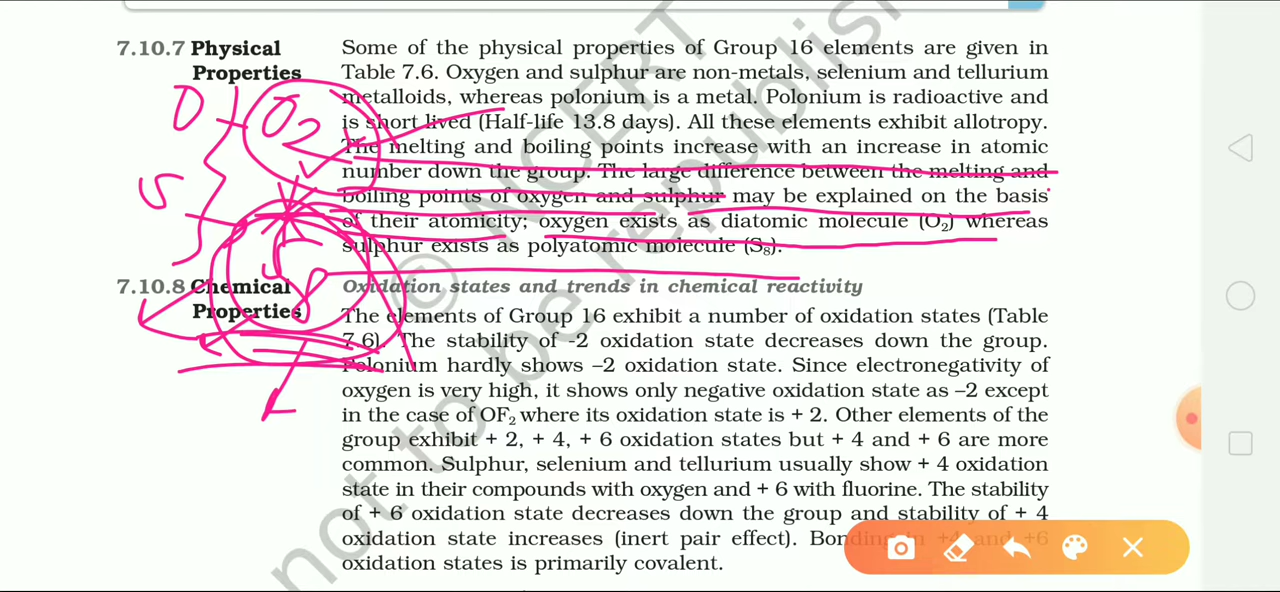 7.10.7 Physical Properties
Some of the physical properties of Group 16 elements are given in
Table 7.6. Oxygen and sulphur are non-metals, selenium and tellurium
metalloids, whereas polonium is a metal. Polonium is radioactive and
is short lived (Half-life 13.8 days). All these elements exhibit allotropy.
The melting and boiling points increase with an increase in atomic
number down the group. The large difference between the melting and
boiling points of oxygen and sulphur may be explained on the basis
of their atomicity; oxygen exists as diatomic molecule (O₂) whereas
sulphur exists as polyatomic molecule (S₈).
O O₂
S
S 8
7.10.8 Chemical Properties
Oxidation states and trends in chemical reactivity
The elements of Group 16 exhibit a number of oxidation states (Table
7.6). The stability of -2 oxidation state decreases down the group.
Polonium hardly shows –2 oxidation state. Since electronegativity of
oxygen is very high, it shows only negative oxidation state as –2 except
in the case of OF₂ where its oxidation state is + 2. Other elements of the
group exhibit + 2, + 4, + 6 oxidation states but + 4 and + 6 are more
common. Sulphur, selenium and tellurium usually show + 4 oxidation
state in their compounds with oxygen and + 6 with fluorine. The stability
of + 6 oxidation state decreases down the group and stability of + 4
oxidation state increases (inert pair effect). Bonding in +4 and +6
oxidation states is primarily covalent.
© NCERT
not to be republish